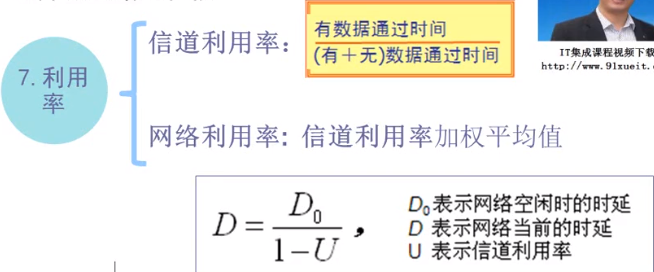 信道利用率：
有数据通过时间
(有＋无)数据通过时间
IT集成课程视频下载
http://www.91xueit.
7. 利用
率
网络利用率: 信道利用率加权平均值
D = D₀ / (1−U) ，
D₀ 表示网络空闲时的时延
D 表示网络当前的时延
U 表示信道利用率